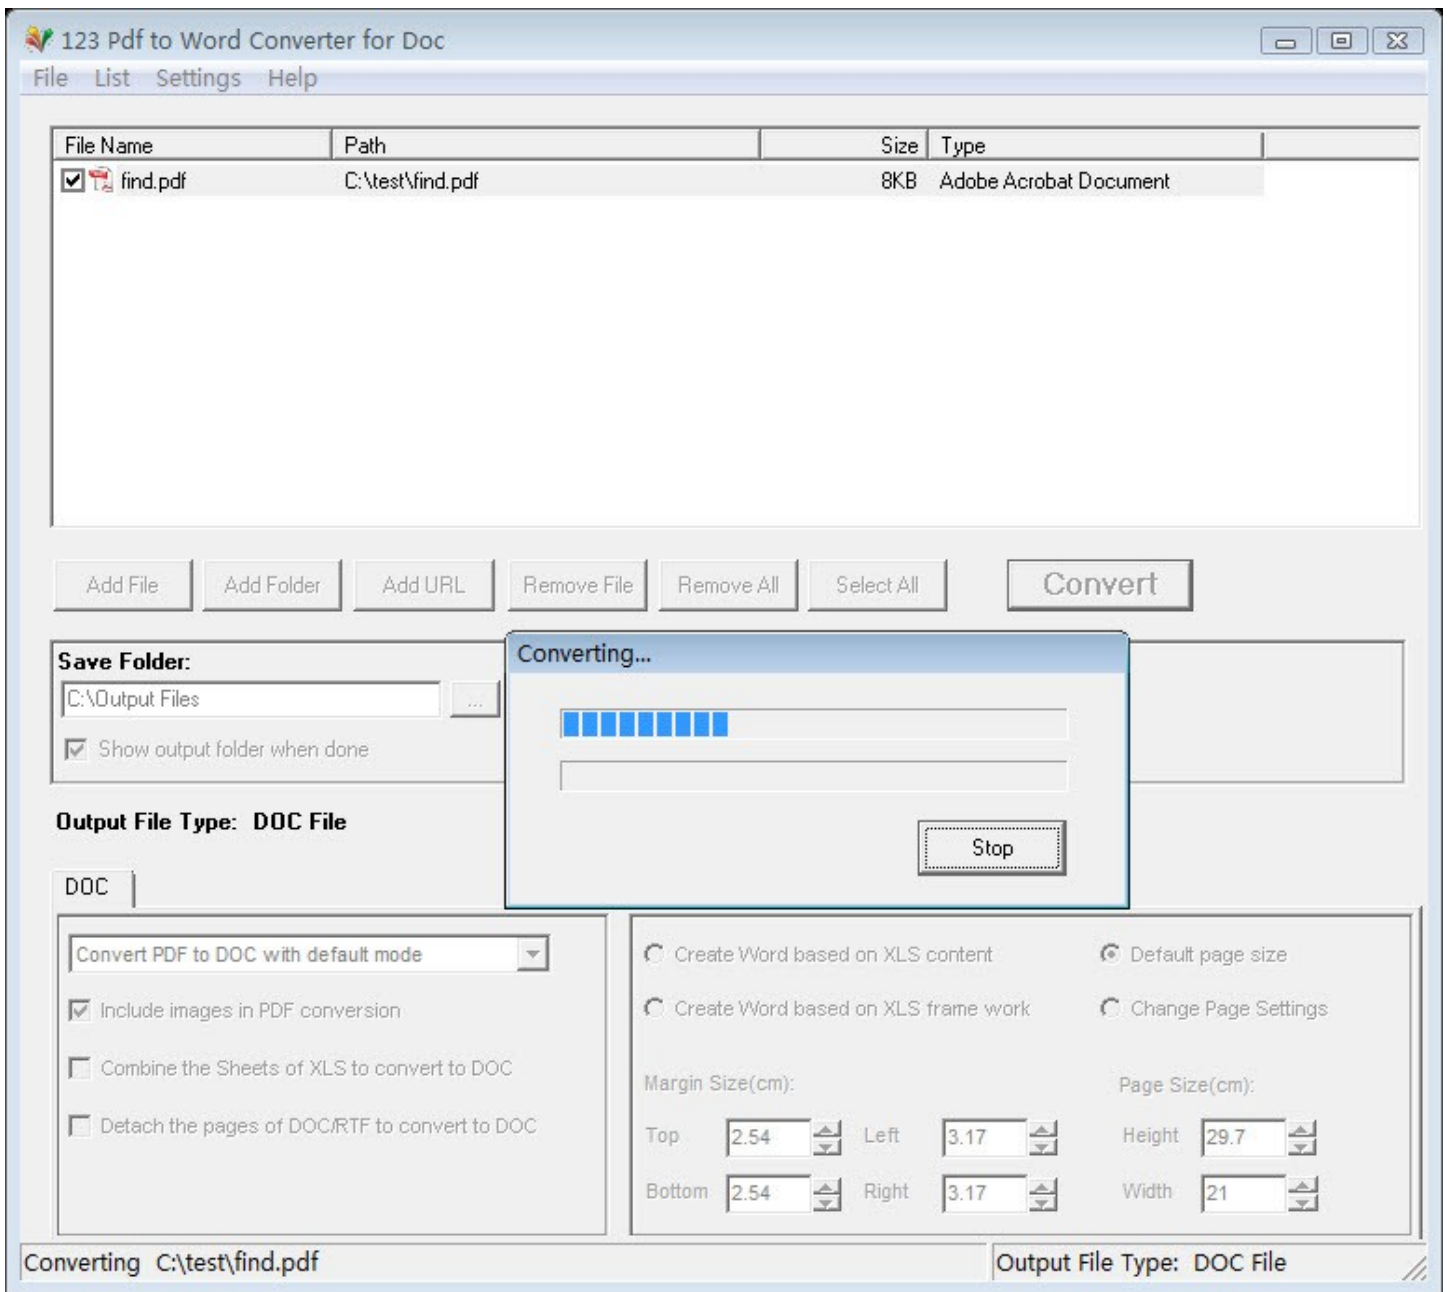 123 Pdf to Word Converter for Doc
File List Settings Help
File Name Path Size Type
find.pdf C:\test\find.pdf 8KB Adobe Acrobat Document
Add File Add Folder Add URL Remove File Remove All Select All Convert
Save Folder:
C:\Output Files ...
Show output folder when done
Converting...
Stop
Output File Type: DOC File
DOC
Convert PDF to DOC with default mode
Include images in PDF conversion
Combine the Sheets of XLS to convert to DOC
Detach the pages of DOC/RTF to convert to DOC
Create Word based on XLS content Default page size
Create Word based on XLS frame work Change Page Settings
Margin Size(cm): Page Size(cm):
Top 2.54 Left 3.17 Height 29.7
Bottom 2.54 Right 3.17 Width 21
Converting C:\test\find.pdf Output File Type: DOC File